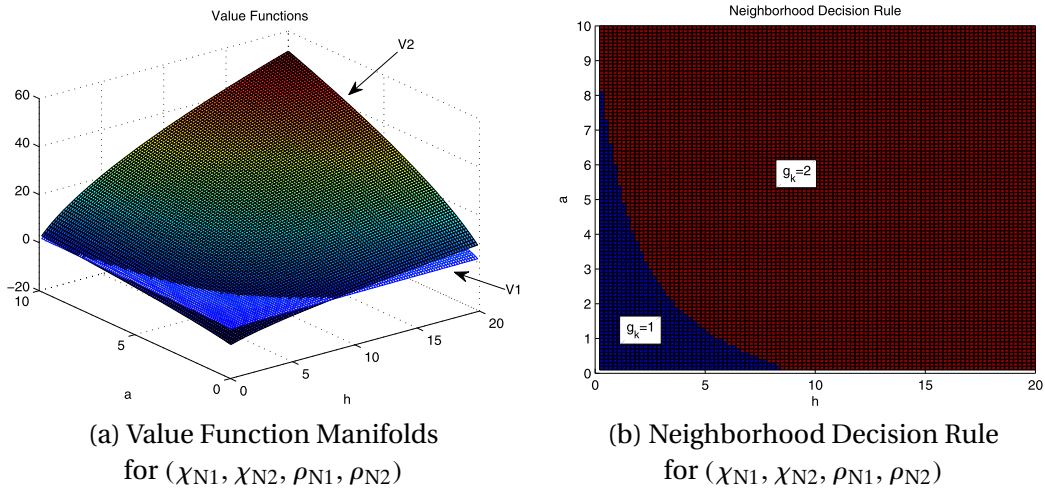 Value Functions
V2
60
40
20
0
−20
10
5
0
a
V1
20
15
10
5
0
h
(a) Value Function Manifolds
for (χN1, χN2, ρN1, ρN2)
Neighborhood Decision Rule
10
9
8
7
6
5
4
3
2
1
0
a
gk=2
gk=1
0 5 10 15 20
h
(b) Neighborhood Decision Rule
for (χN1, χN2, ρN1, ρN2)